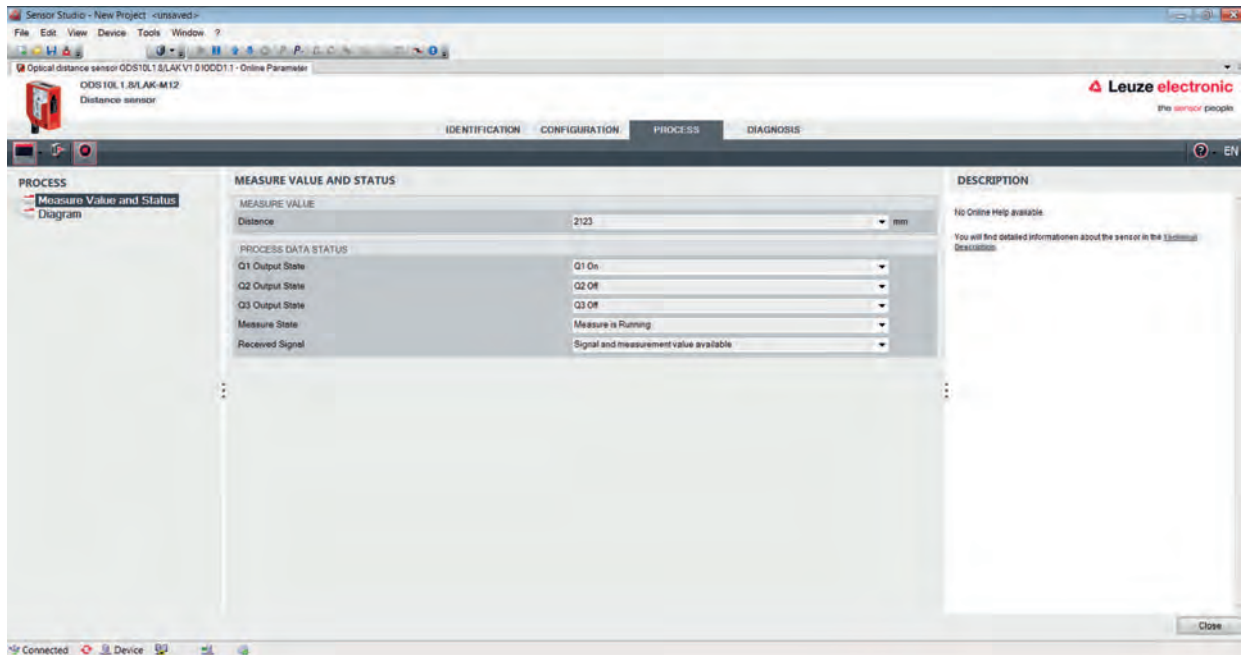 Sensor Studio - New Project <unsaved>
File Edit View Device Tools Window ?
Optical distance sensor ODS10L1.8/LAK V1.010DD1.1 - Online Parameter
ODS10L1.8/LAK-M12
Distance sensor
Leuze electronic
the sensor people
IDENTIFICATION CONFIGURATION PROCESS DIAGNOSIS
EN
PROCESS
Measure Value and Status
Diagram
MEASURE VALUE AND STATUS
MEASURE VALUE
Distance 2123 mm
PROCESS DATA STATUS
Q1 Output State Q1 On
Q2 Output State Q2 Off
Q3 Output State Q3 Off
Measure State Measure is Running
Received Signal Signal and measurement value available
DESCRIPTION
No Online Help available.
You will find detailed informationen about the sensor in the Technical
Description.
Close
Connected Device